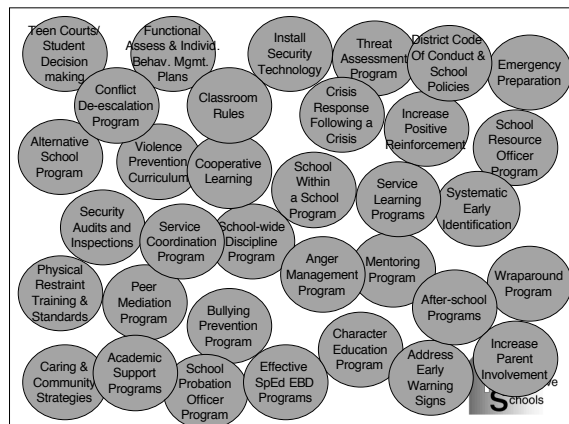 Teen Courts/
Student
Decision
making
Functional
Assess & Individ.
Behav. Mgmt.
Plans
Install
Security
Technology
Threat
Assessment
Program
District Code
Of Conduct &
School
Policies
Emergency
Preparation
Conflict
De-escalation
Program
Classroom
Rules
Crisis
Response
Following a
Crisis
Increase
Positive
Reinforcement
School
Resource
Officer
Program
Alternative
School
Program
Violence
Prevention
Curriculum
Cooperative
Learning
School
Within
a School
Program
Service
Learning
Programs
Systematic
Early
Identification
Security
Audits and
Inspections
Service
Coordination
Program
School-wide
Discipline
Program
Anger
Management
Program
Mentoring
Program
Wraparound
Program
Physical
Restraint
Training &
Standards
Peer
Mediation
Program
Bullying
Prevention
Program
After-school
Programs
Caring &
Community
Strategies
Academic
Support
Programs
School
Probation
Officer
Program
Effective
SpEd EBD
Programs
Character
Education
Program
Address
Early
Warning
Signs
Increase
Parent
Involvement
Schools